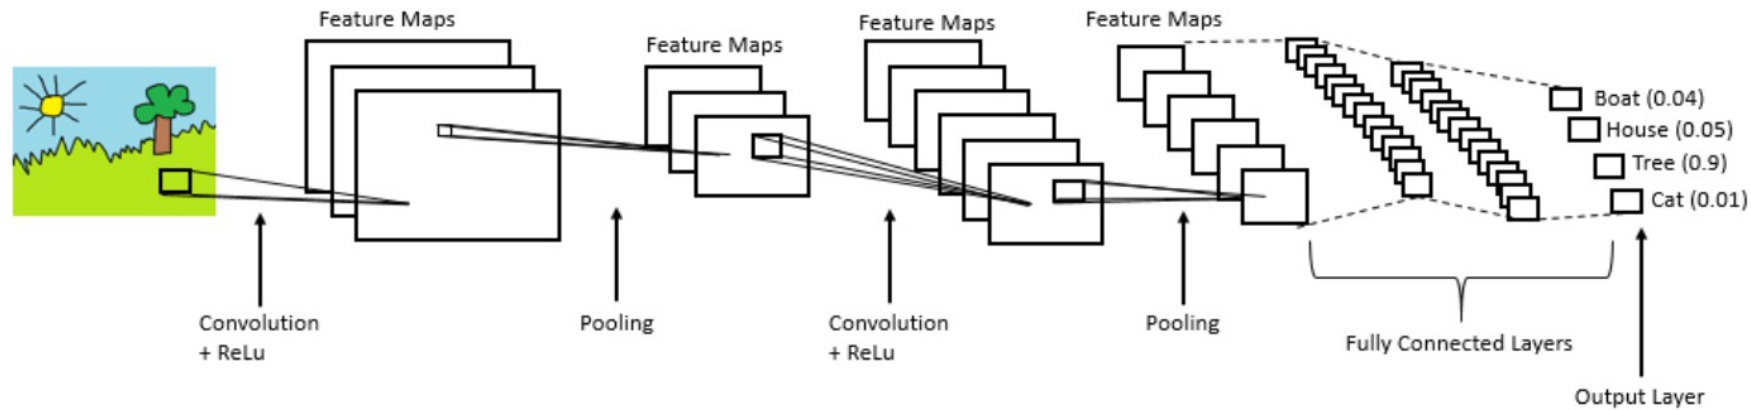 Feature Maps
Feature Maps
Feature Maps
Feature Maps
Boat (0.04)
House (0.05)
Tree (0.9)
Cat (0.01)
Convolution
+ ReLu
Pooling
Convolution
+ ReLu
Pooling
Fully Connected Layers
Output Layer